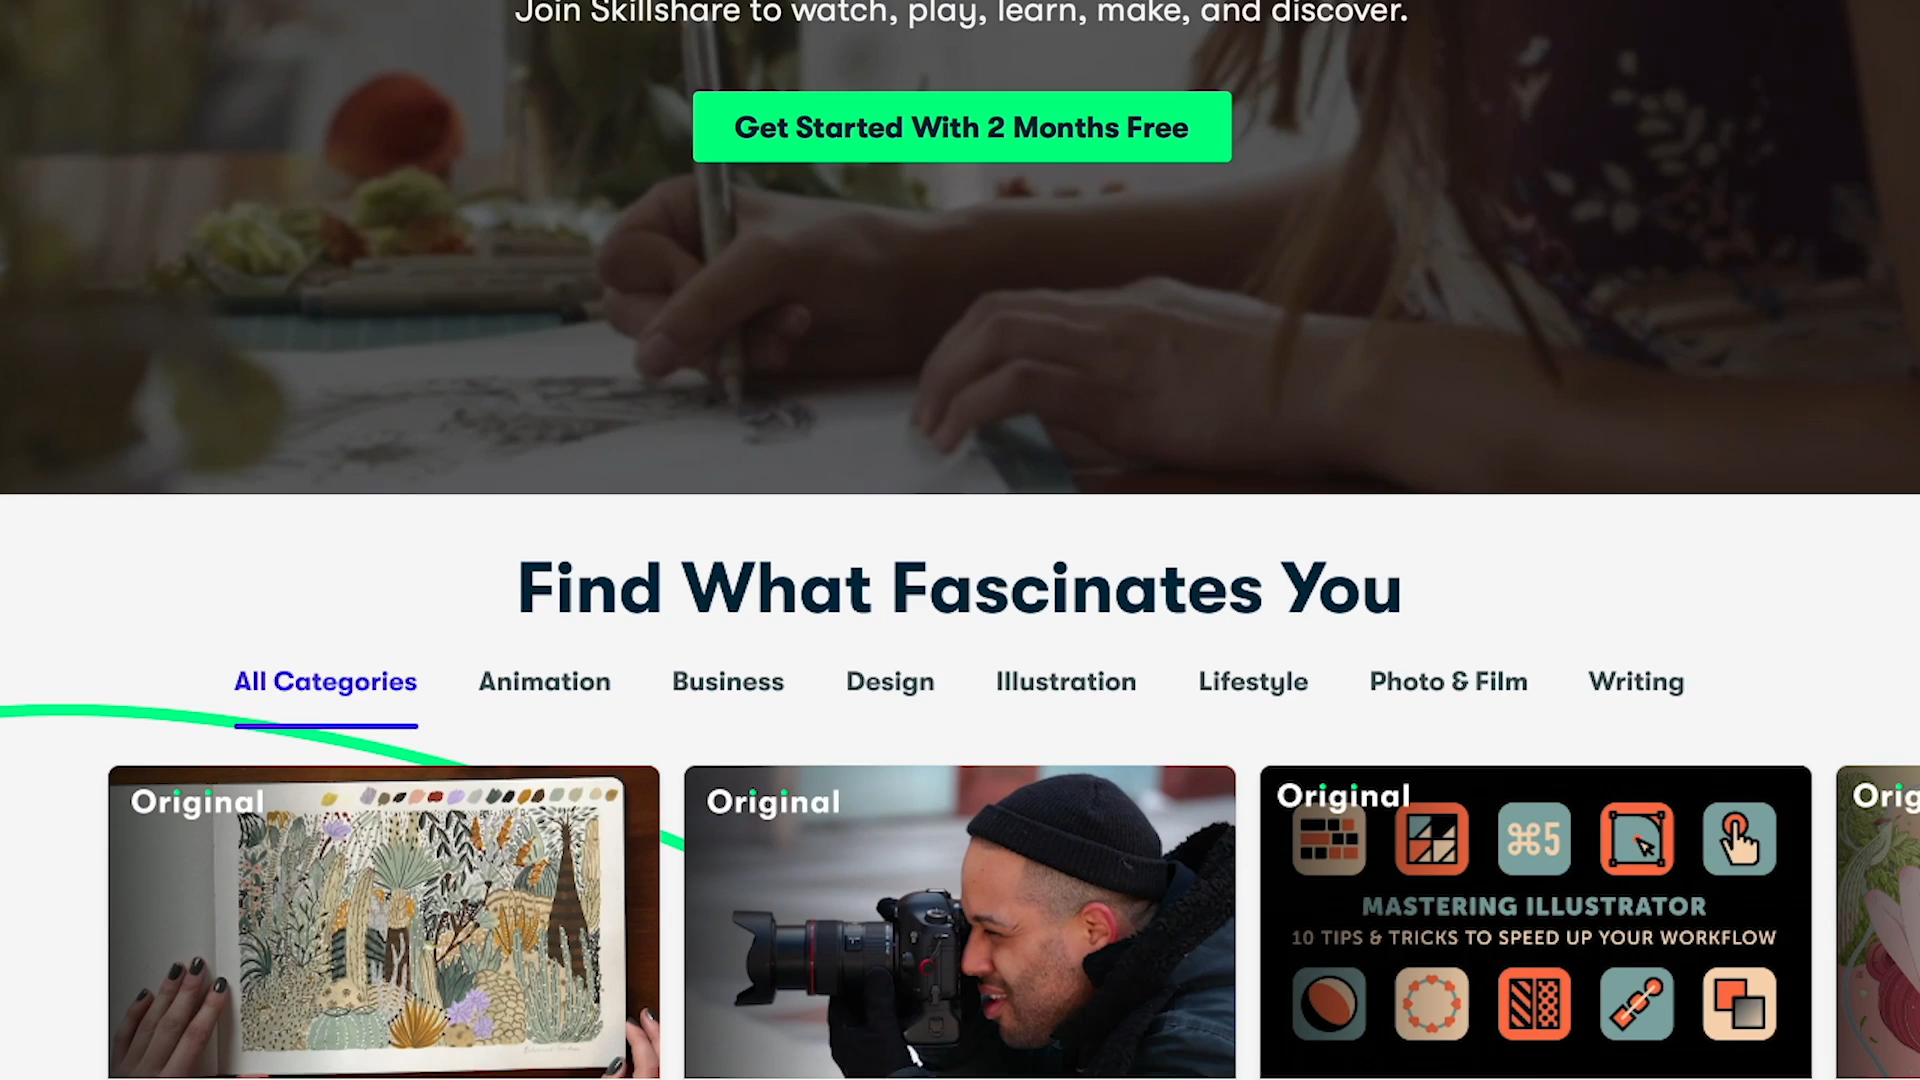 Join Skillshare to watch, play, learn, make, and discover.
Get Started With 2 Months Free
Find What Fascinates You
All Categories
Animation
Business
Design
Illustration
Lifestyle
Photo & Film
Writing
Original
Original
Original
⌘5
MASTERING ILLUSTRATOR
10 TIPS & TRICKS TO SPEED UP YOUR WORKFLOW
Orig